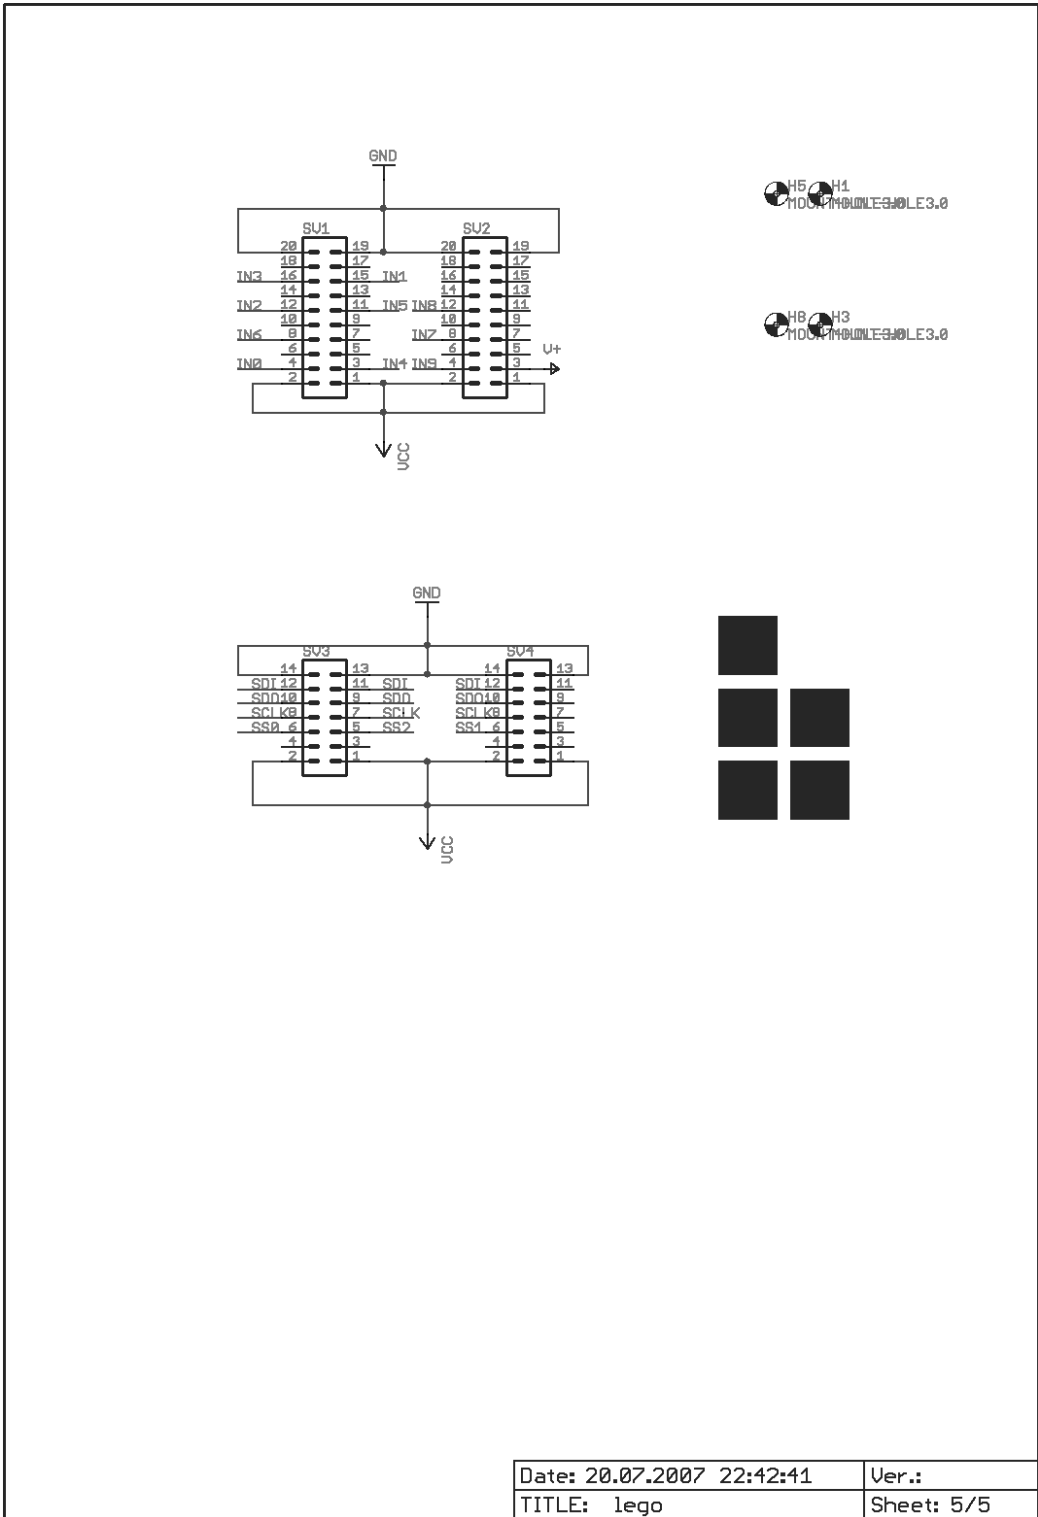 GND
H5 H1
MOUNT-HOLE3.0
SV1 SV2
20 19 20 19
18 17 18 17
IN3 16 15 IN1 16 15
14 13 14 13
IN2 12 11 IN5 IN8 12 11
10 9 10 9
IN6 8 7 IN7 8 7
6 5 6 5 V+
IN0 4 3 IN4 IN9 4 3
2 1 2 1
H8 H3
MOUNT-HOLE3.0
VCC
GND
SV3 SV4
14 13 14 13
SDI 12 11 SDI SDI 12 11
SDO 10 9 SDO SDO 10 9
SCLK 8 7 SCLK SCLK 8 7
SS0 6 5 SS2 SS1 6 5
4 3 4 3
2 1 2 1
VCC
Date: 20.07.2007 22:42:41 Ver.:
TITLE: lego Sheet: 5/5